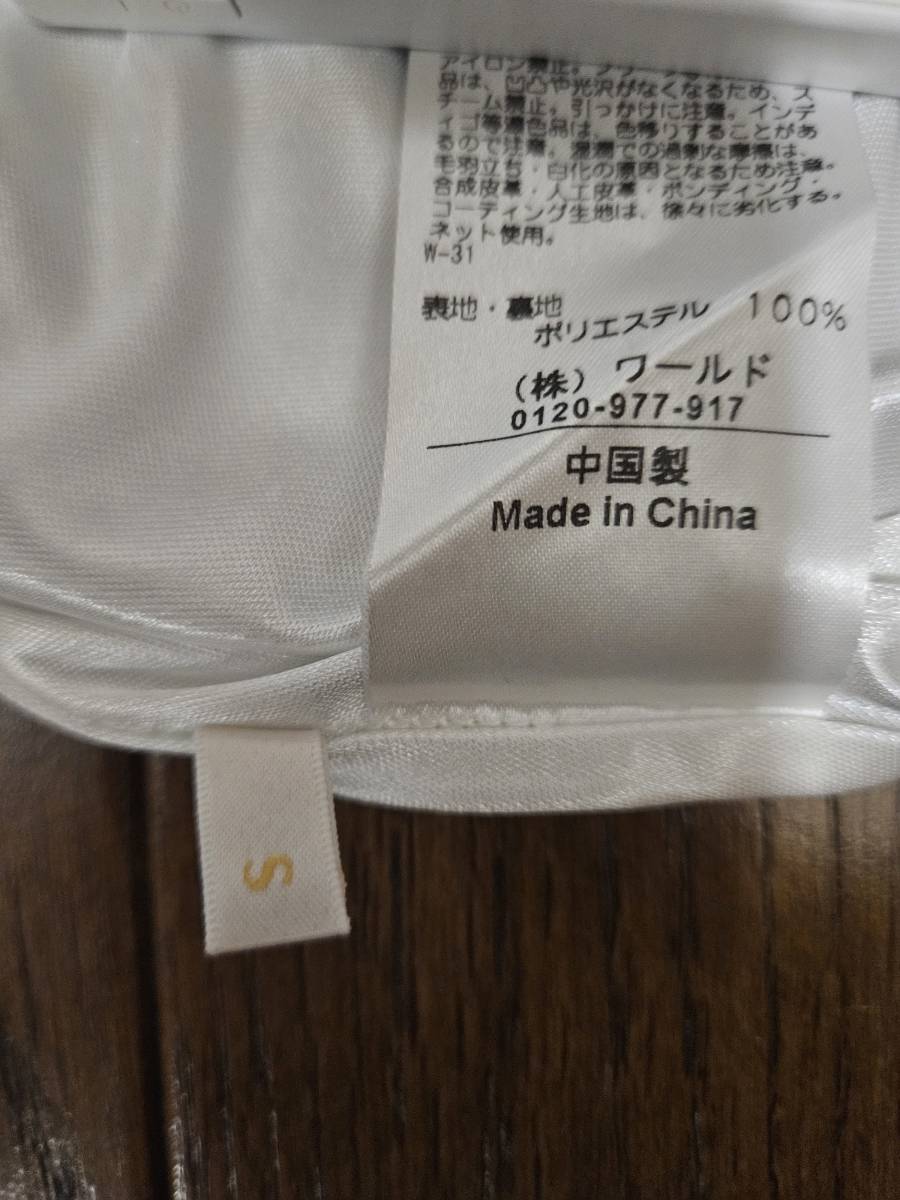 アイロン禁止。プリーツ
品は、凹凸や光沢がなくなるため、ス
チーム禁止。引っかけに注意。インデ
ィゴ等濃色品は、色移りすることがあ
るので注意。湿潤での過剰な摩擦は、
毛羽立ち・白化の原因となるため注意。
合成皮革・人工皮革・ボンディング・
コーティング生地は、徐々に劣化する。
ネット使用。
W-31
表地・裏地
ポリエステル 100%
(株) ワールド
0120-977-917
中国製
Made in China
S